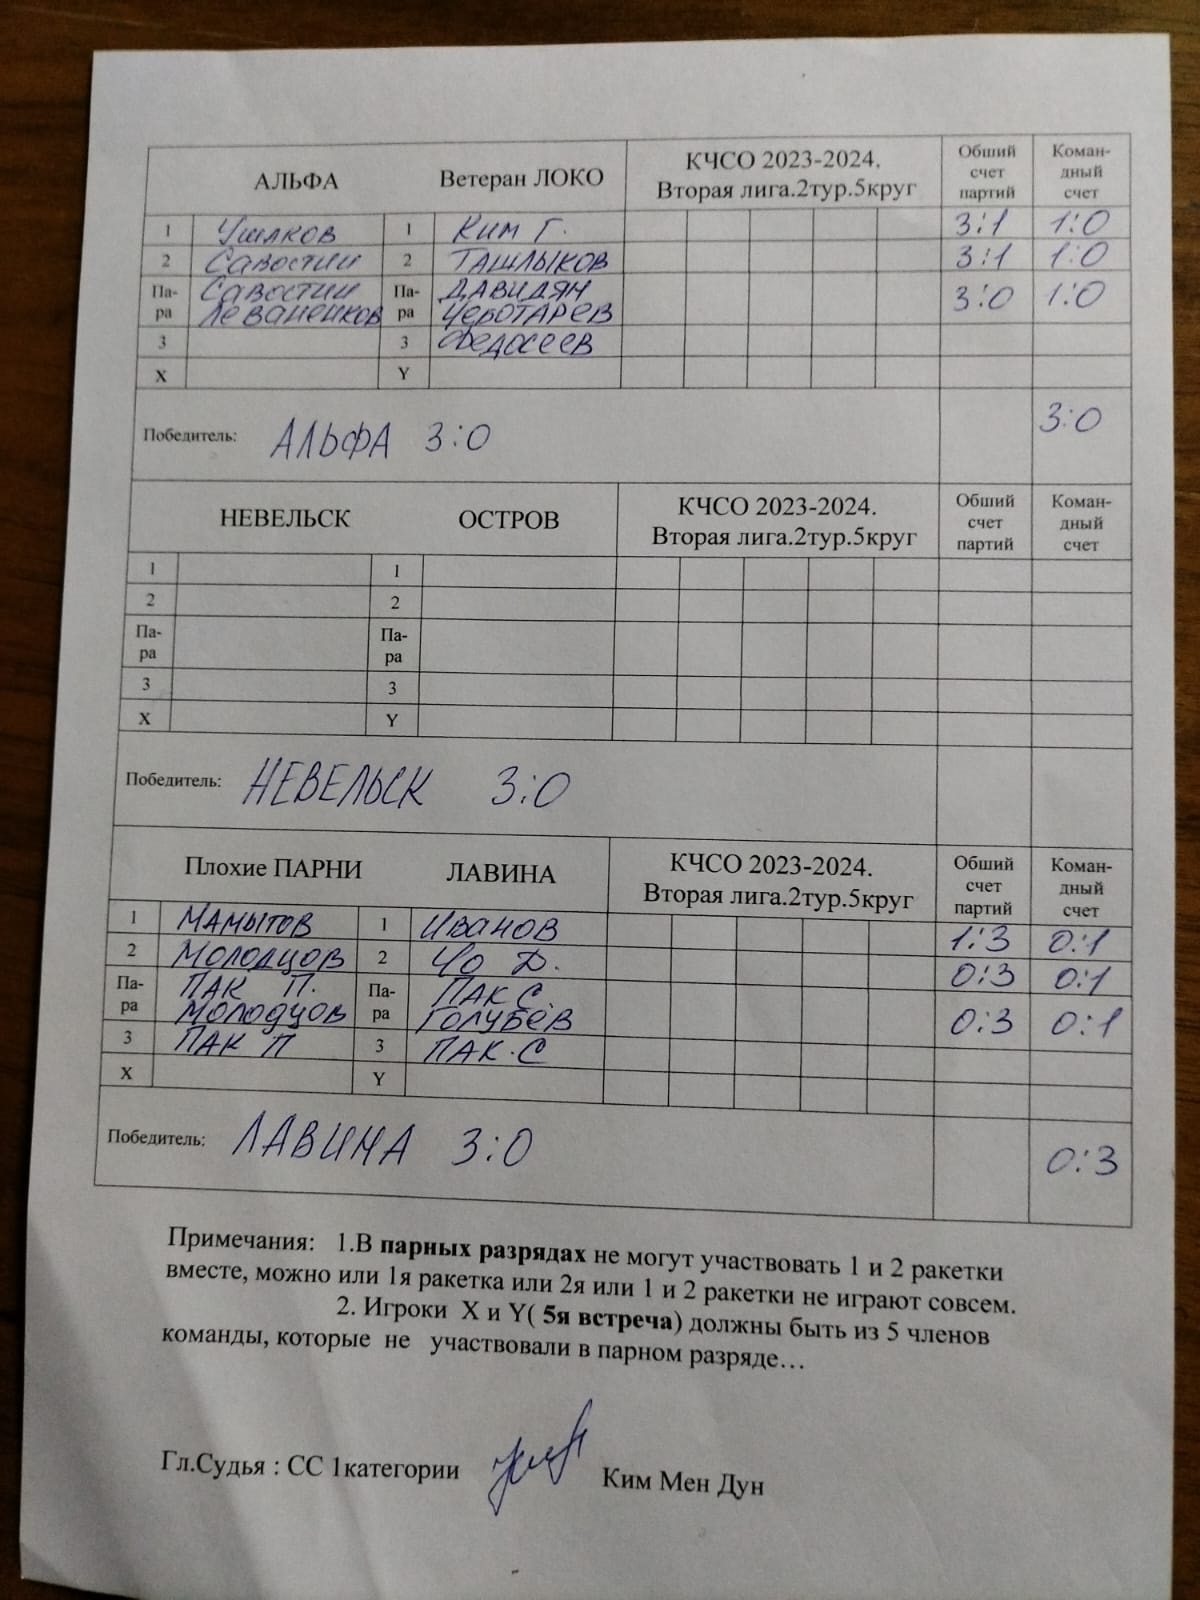 АЛЬФА Ветеран ЛОКО КЧСО 2023-2024. Вторая лига.2тур.5круг Обший счет партий Коман-дный счет
1 Ушаков 1 Ким Г. 3:1 1:0
2 Савостин 2 ТАШЛЫКОВ 3:1 1:0
Па-ра Савостин Леваненков Па-ра ДАВИДЯН ЧЕБОТАРЕВ 3:0 1:0
3 3 Федосеев
X Y
Победитель: АЛЬФА 3:0 3:0
НЕВЕЛЬСК ОСТРОВ КЧСО 2023-2024. Вторая лига.2тур.5круг Обший счет партий Коман-дный счет
1 1
2 2
Па-ра Па-ра
3 3
X Y
Победитель: НЕВЕЛЬСК 3:0
Плохие ПАРНИ ЛАВИНА КЧСО 2023-2024. Вторая лига.2тур.5круг Обший счет партий Коман-дный счет
1 МАМЫТОВ 1 Иванов 1:3 0:1
2 Молодцов 2 Чо Д. 0:3 0:1
Па-ра ПАК П. Молодцов Па-ра ПАК С. Голубев 0:3 0:1
3 ПАК П 3 ПАК.С
X Y
Победитель: ЛАВИНА 3:0 0:3
Примечания: 1.В парных разрядах не могут участвовать 1 и 2 ракетки
вместе, можно или 1я ракетка или 2я или 1 и 2 ракетки не играют совсем.
2. Игроки X и Y( 5я встреча) должны быть из 5 членов
команды, которые не участвовали в парном разряде…
Гл.Судья : СС 1категории Ким Мен Дун